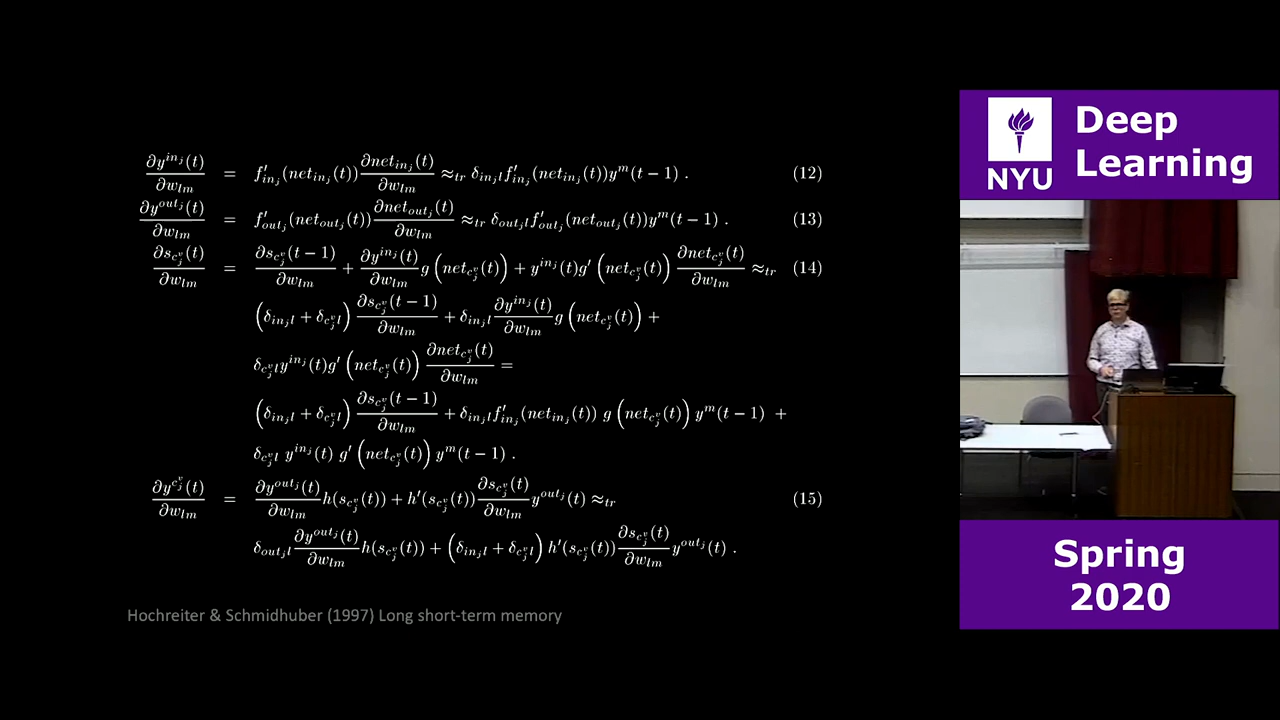 ∂y^{in_j}(t)/∂w_{lm} = f'_{in_j}(net_{in_j}(t)) ∂net_{in_j}(t)/∂w_{lm} ≈_{tr} δ_{in_j l} f'_{in_j}(net_{in_j}(t)) y^m(t−1) . (12)
∂y^{out_j}(t)/∂w_{lm} = f'_{out_j}(net_{out_j}(t)) ∂net_{out_j}(t)/∂w_{lm} ≈_{tr} δ_{out_j l} f'_{out_j}(net_{out_j}(t)) y^m(t−1) . (13)
∂s_{c_j^v}(t)/∂w_{lm} = ∂s_{c_j^v}(t−1)/∂w_{lm} + ∂y^{in_j}(t)/∂w_{lm} g(net_{c_j^v}(t)) + y^{in_j}(t) g'(net_{c_j^v}(t)) ∂net_{c_j^v}(t)/∂w_{lm} ≈_{tr} (14)
(δ_{in_j l} + δ_{c_j^v l}) ∂s_{c_j^v}(t−1)/∂w_{lm} + δ_{in_j l} ∂y^{in_j}(t)/∂w_{lm} g(net_{c_j^v}(t)) +
δ_{c_j^v l} y^{in_j}(t) g'(net_{c_j^v}(t)) ∂net_{c_j^v}(t)/∂w_{lm} =
(δ_{in_j l} + δ_{c_j^v l}) ∂s_{c_j^v}(t−1)/∂w_{lm} + δ_{in_j l} f'_{in_j}(net_{in_j}(t)) g(net_{c_j^v}(t)) y^m(t−1) +
δ_{c_j^v l} y^{in_j}(t) g'(net_{c_j^v}(t)) y^m(t−1) .
∂y^{c_j^v}(t)/∂w_{lm} = ∂y^{out_j}(t)/∂w_{lm} h(s_{c_j^v}(t)) + h'(s_{c_j^v}(t)) ∂s_{c_j^v}(t)/∂w_{lm} y^{out_j}(t) ≈_{tr} (15)
δ_{out_j l} ∂y^{out_j}(t)/∂w_{lm} h(s_{c_j^v}(t)) + (δ_{in_j l} + δ_{c_j^v l}) h'(s_{c_j^v}(t)) ∂s_{c_j^v}(t)/∂w_{lm} y^{out_j}(t) .
Hochreiter & Schmidhuber (1997) Long short-term memory
NYU
Deep
Learning
Spring
2020